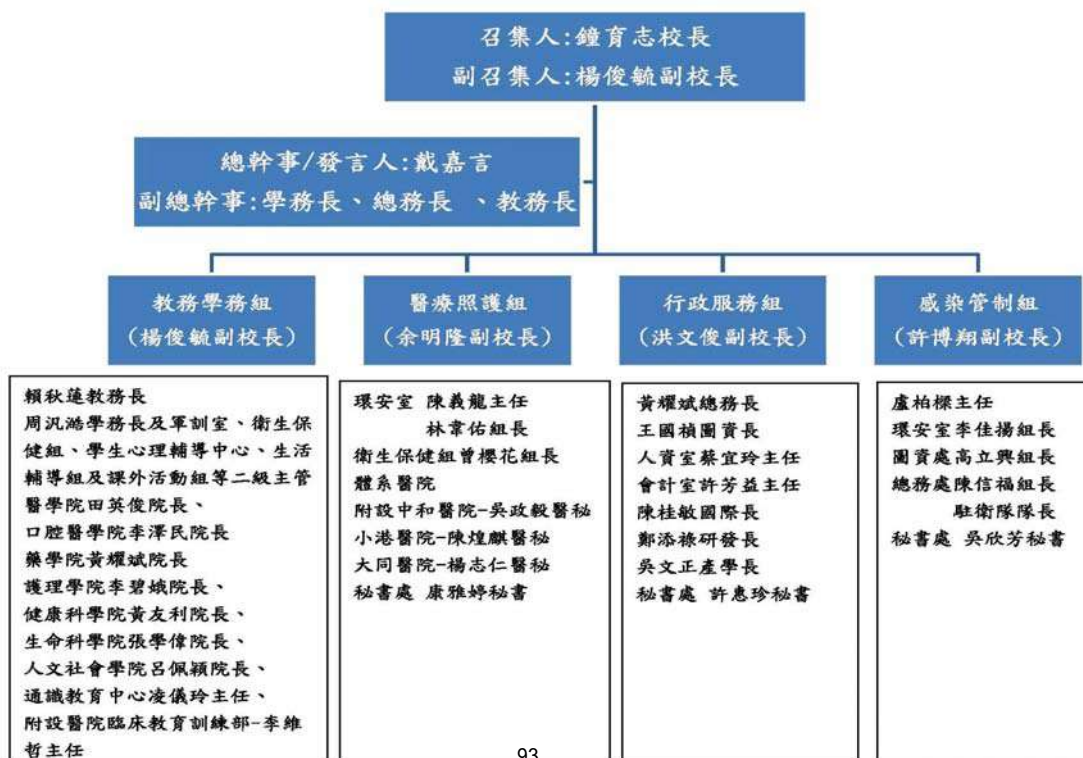 召集人:鐘育志校長
副召集人:楊俊毓副校長
總幹事/發言人:戴嘉言
副總幹事:學務長、總務長 、教務長
教務學務組
(楊俊毓副校長)
醫療照護組
(余明隆副校長)
行政服務組
(洪文俊副校長)
感染管制組
(許博翔副校長)
賴秋蓮教務長
周汎澔學務長及軍訓室、衛生保
健組、學生心理輔導中心、生活
輔導組及課外活動組等二級主管
醫學院田英俊院長、
口腔醫學院李澤民院長
藥學院黃耀斌院長
護理學院李碧娥院長、
健康科學院黃友利院長、
生命科學院張學偉院長、
人文社會學院呂佩穎院長、
通識教育中心凌儀玲主任、
附設醫院臨床教育訓練部-李維
哲主任
環安室 陳義龍主任
林韋佑組長
衛生保健組曾櫻花組長
體系醫院
附設中和醫院-吳政毅醫秘
小港醫院-陳煌麒醫秘
大同醫院-楊志仁醫秘
秘書處 康雅婷秘書
黃耀斌總務長
王國禎圖資長
人資室蔡宜玲主任
會計室許芳益主任
陳桂敏國際長
鄭添祿研發長
吳文正產學長
秘書處 許惠珍秘書
盧柏樑主任
環安室李佳揚組長
圖資處高立興組長
總務處陳信福組長
駐衛隊隊長
秘書處 吳欣芳秘書
93